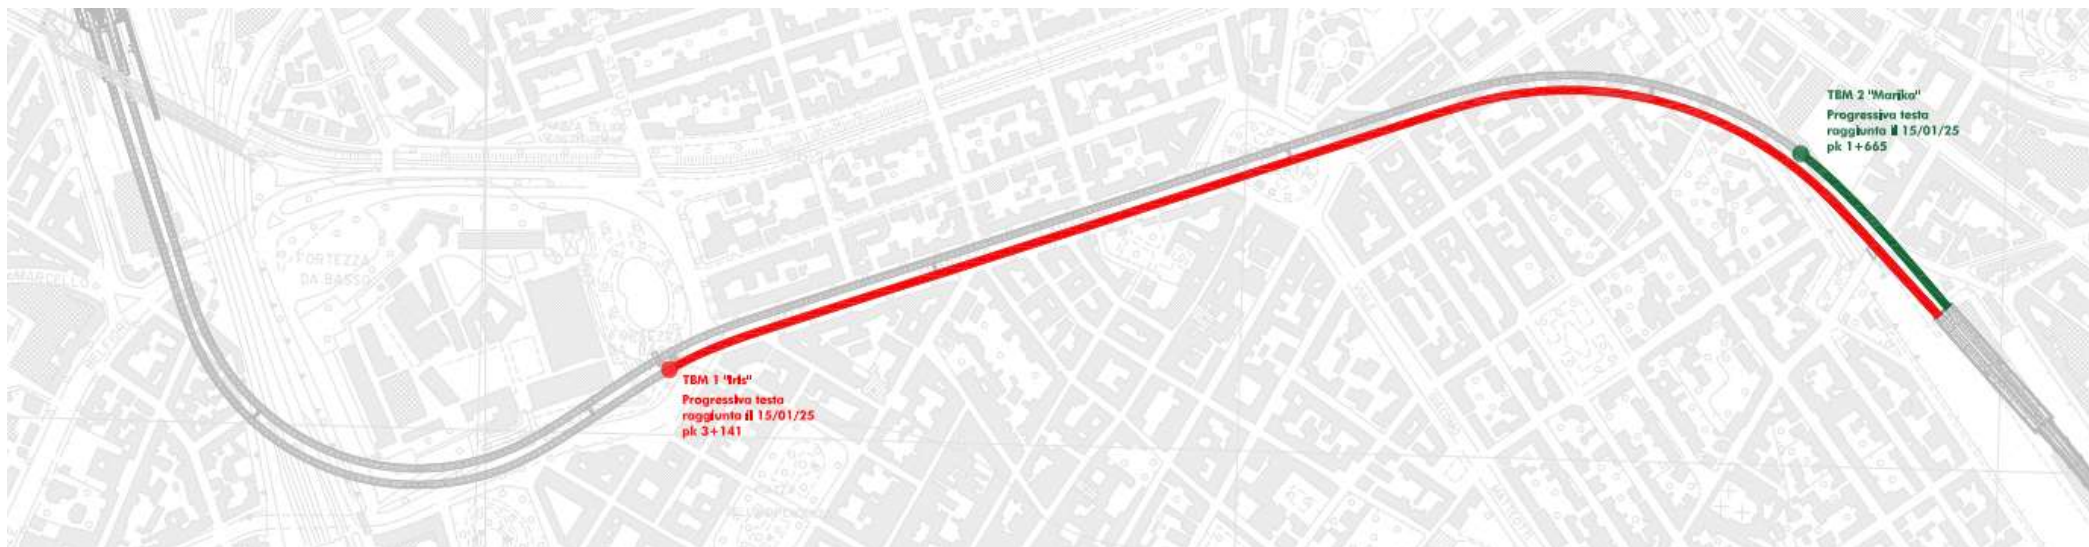 TBM 2 "Marika"
Progressiva testa
raggiunta il 15/01/25
pk 1+665
FORTEZZA
DA BASSO
TBM 1 "Iris"
Progressiva testa
raggiunta il 15/01/25
pk 3+141